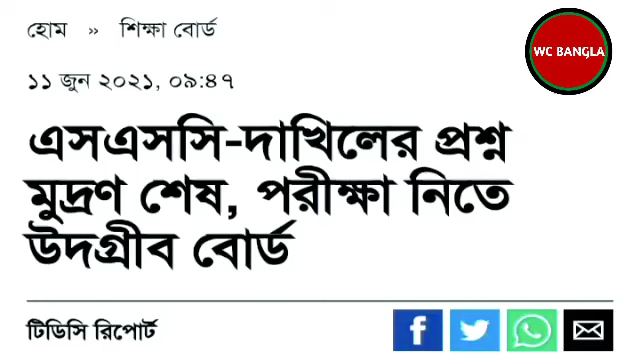 হোম » শিক্ষা বোর্ড
WC BANGLA
১১ জুন ২০২১, ০৯:৪৭
এসএসসি-দাখিলের প্রশ্ন
মুদ্রণ শেষ, পরীক্ষা নিতে
উদগ্রীব বোর্ড
টিডিসি রিপোর্ট